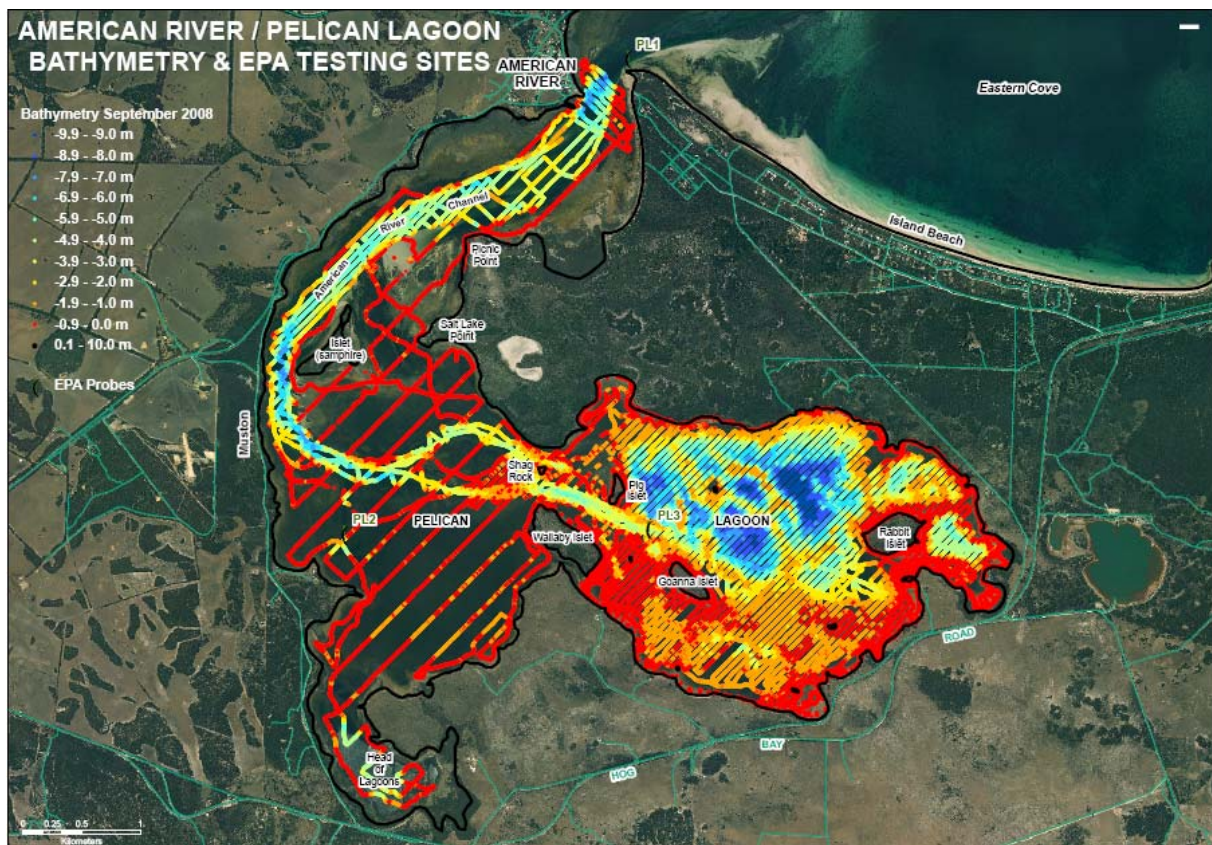 AMERICAN RIVER / PELICAN LAGOON
BATHYMETRY & EPA TESTING SITES
Bathymetry September 2008
-9.9 - -9.0 m
-8.9 - -8.0 m
-7.9 - -7.0 m
-6.9 - -6.0 m
-5.9 - -5.0 m
-4.9 - -4.0 m
-3.9 - -3.0 m
-2.9 - -2.0 m
-1.9 - -1.0 m
-0.9 - 0.0 m
0.1 - 10.0 m
EPA Probes
PL1
AMERICAN
RIVER
Eastern Cove
Island Beach
American River Channel
Picnic
Point
Salt Lake
Point
Islet
(samphire)
Muston
Shag
Rock
Pig
Islet
PL2
PELICAN
PL3
LAGOON
Wallaby Islet
Rabbit
Islet
Goanna Islet
HOG BAY ROAD
Head
of
Lagoons
0 0.25 0.5 1
Kilometers